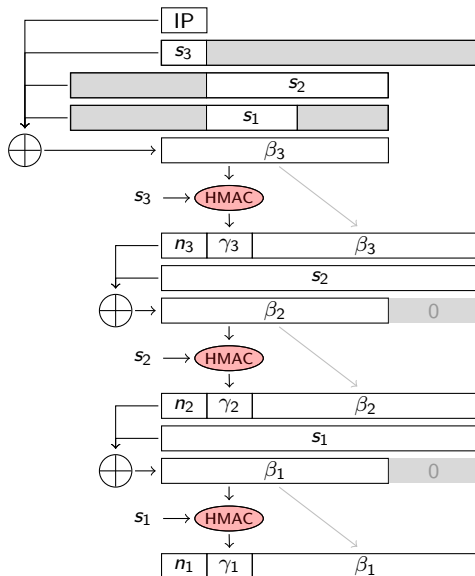 IP
s₃
s₂
s₁
β₃
s₃ HMAC
n₃ γ₃ β₃
s₂
β₂ 0
s₂ HMAC
n₂ γ₂ β₂
s₁
β₁ 0
s₁ HMAC
n₁ γ₁ β₁